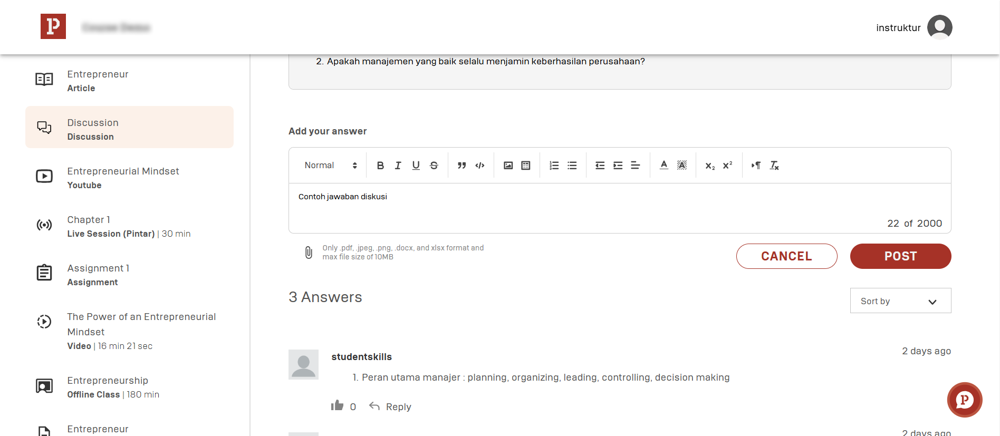 instruktur
2. Apakah manajemen yang baik selalu menjamin keberhasilan perusahaan?
Entrepreneur
Article
Discussion
Discussion
Entrepreneurial Mindset
Youtube
Chapter 1
Live Session (Pintar) | 30 min
Assignment 1
Assignment
The Power of an Entrepreneurial
Mindset
Video | 16 min 21 sec
Entrepreneurship
Offline Class | 180 min
Entrepreneur
Add your answer
Normal
Contoh jawaban diskusi
22 of 2000
Only .pdf, .jpeg, .png, .docx, and xlsx format and
max file size of 10MB
CANCEL
POST
3 Answers
Sort by
studentskills
2 days ago
1. Peran utama manajer : planning, organizing, leading, controlling, decision making
0 Reply
2 days ago